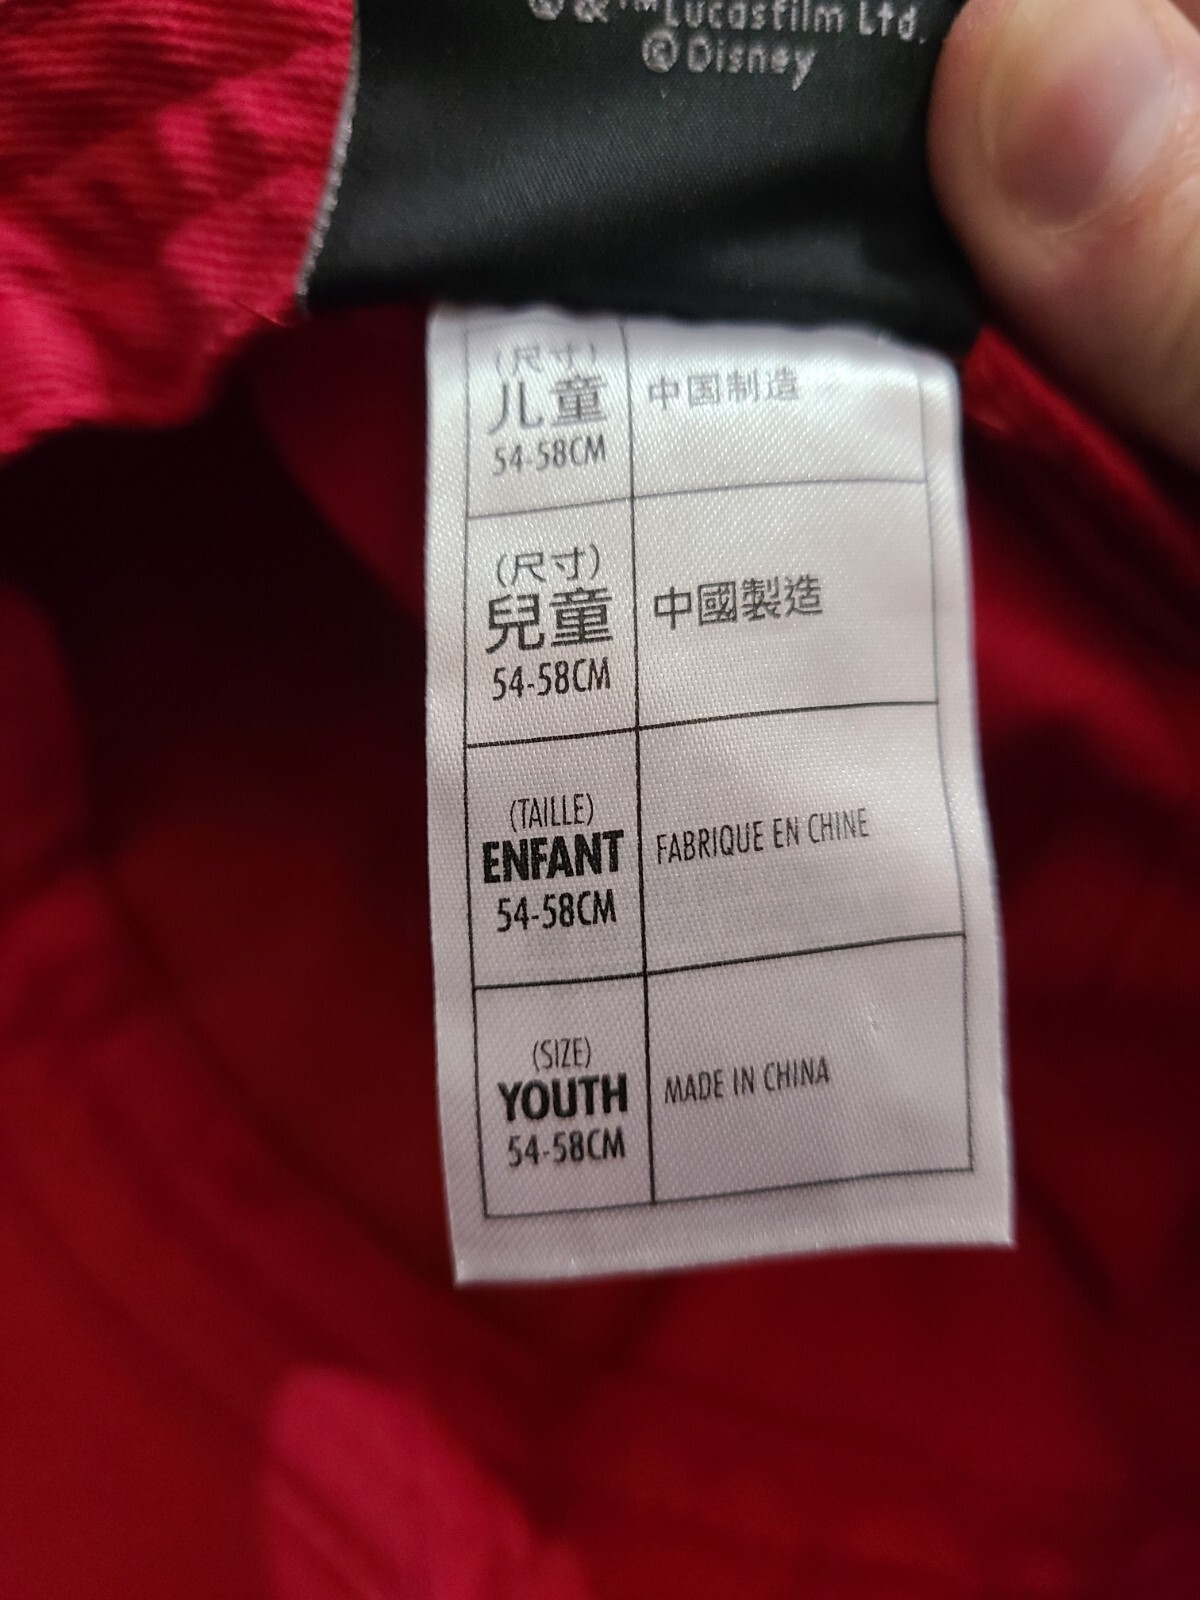 ©&™Lucasfilm Ltd.
©Disney
(尺寸)
儿童
54-58CM
中国制造
(尺寸)
兒童
54-58CM
中國製造
(TAILLE)
ENFANT
54-58CM
FABRIQUE EN CHINE
(SIZE)
YOUTH
54-58CM
MADE IN CHINA